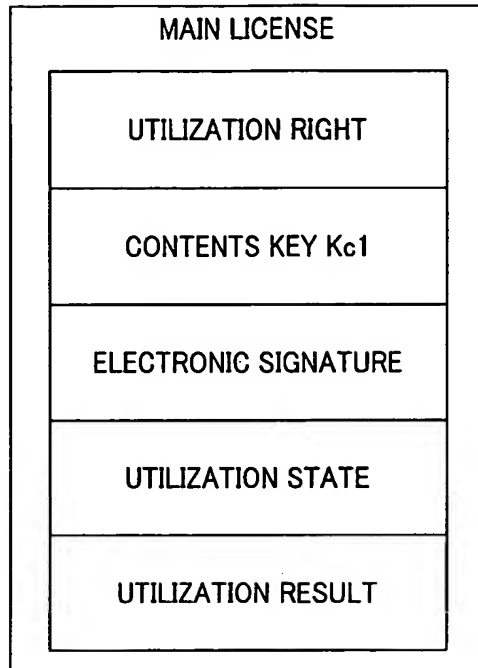 MAIN LICENSE
UTILIZATION RIGHT
CONTENTS KEY Kc1
ELECTRONIC SIGNATURE
UTILIZATION STATE
UTILIZATION RESULT